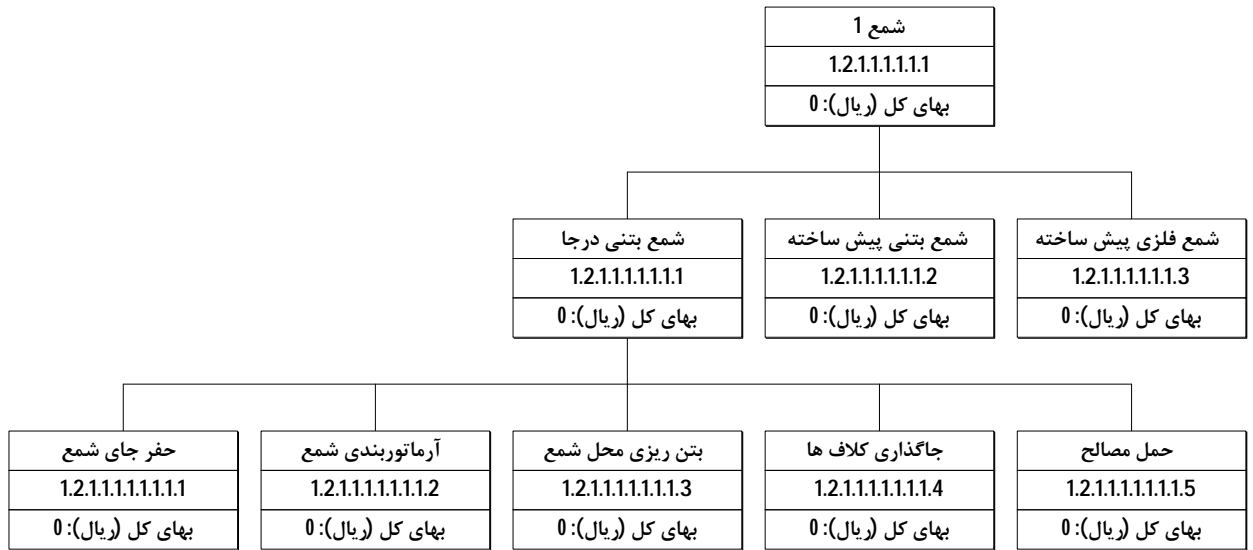 شمع 1
1.2.1.1.1.1.1.1
بهای کل (ریال): 0
شمع بتنی درجا
1.2.1.1.1.1.1.1.1
بهای کل (ریال): 0
شمع بتنی پیش ساخته
1.2.1.1.1.1.1.1.2
بهای کل (ریال): 0
شمع فلزی پیش ساخته
1.2.1.1.1.1.1.1.3
بهای کل (ریال): 0
حفر جای شمع
1.2.1.1.1.1.1.1.1.1
بهای کل (ریال): 0
آرماتوربندی شمع
1.2.1.1.1.1.1.1.1.2
بهای کل (ریال): 0
بتن ریزی محل شمع
1.2.1.1.1.1.1.1.1.3
بهای کل (ریال): 0
جاگذاری کلاف ها
1.2.1.1.1.1.1.1.1.4
بهای کل (ریال): 0
حمل مصالح
1.2.1.1.1.1.1.1.1.5
بهای کل (ریال): 0